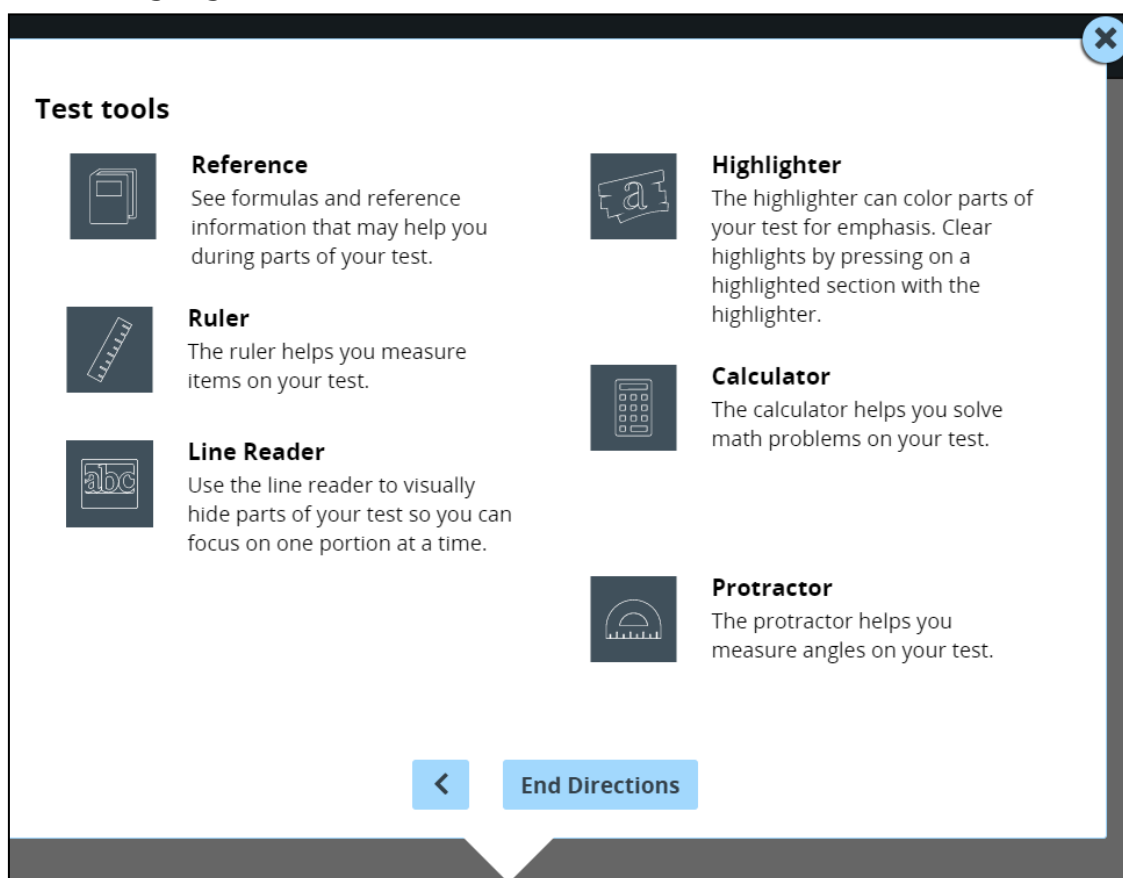 Test tools
Reference
See formulas and reference
information that may help you
during parts of your test.
Ruler
The ruler helps you measure
items on your test.
abc
Line Reader
Use the line reader to visually
hide parts of your test so you can
focus on one portion at a time.
a
Highlighter
The highlighter can color parts of
your test for emphasis. Clear
highlights by pressing on a
highlighted section with the
highlighter.
Calculator
The calculator helps you solve
math problems on your test.
Protractor
The protractor helps you
measure angles on your test.
End Directions